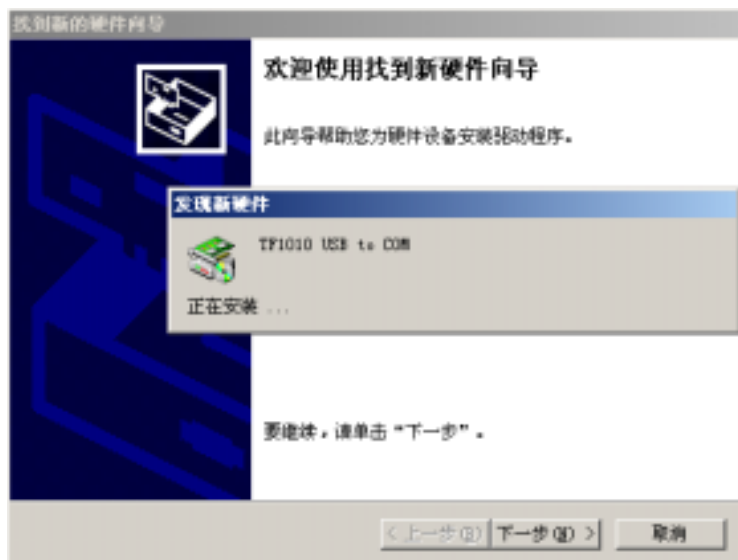 找到新的硬件向导
欢迎使用找到新硬件向导
此向导帮助您为硬件设备安装驱动程序。
发现新硬件
TF1010 USB to COM
正在安装 ...
要继续，请单击“下一步”。
< 上一步(B) 下一步(N) > 取消